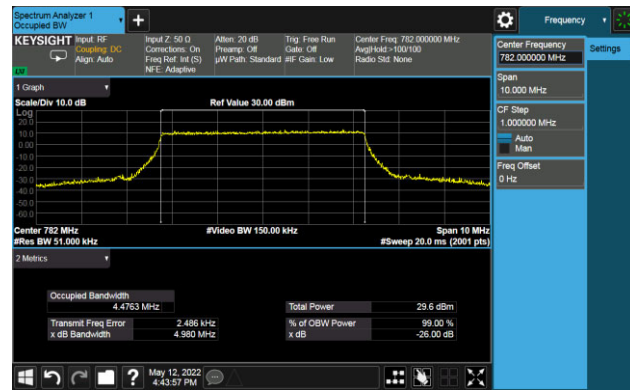 Spectrum Analyzer 1
Occupied BW
Frequency
KEYSIGHT
Input: RF
Coupling: DC
Align: Auto
Input Z: 50 Ω
Corrections: On
Freq Ref: Int (S)
NFE: Adaptive
Atten: 20 dB
Preamp: Off
µW Path: Standard
Trig: Free Run
Gate: Off
#IF Gain: Low
Center Freq: 782.000000 MHz
Avg|Hold:>100/100
Radio Std: None
Center Frequency
782.000000 MHz
Settings
Span
10.000 MHz
CF Step
1.000000 MHz
Auto
Man
Freq Offset
0 Hz
1 Graph
Scale/Div 10.0 dB
Ref Value 30.00 dBm
Log
20.0
10.0
0.00
-10.0
-20.0
-30.0
-40.0
-50.0
-60.0
Center 782 MHz
#Video BW 150.00 kHz
Span 10 MHz
#Res BW 51.000 kHz
#Sweep 20.0 ms (2001 pts)
2 Metrics
Occupied Bandwidth
4.4763 MHz
Total Power
29.6 dBm
Transmit Freq Error
2.486 kHz
% of OBW Power
99.00 %
x dB Bandwidth
4.980 MHz
x dB
-26.00 dB
May 12, 2022
4:43:57 PM